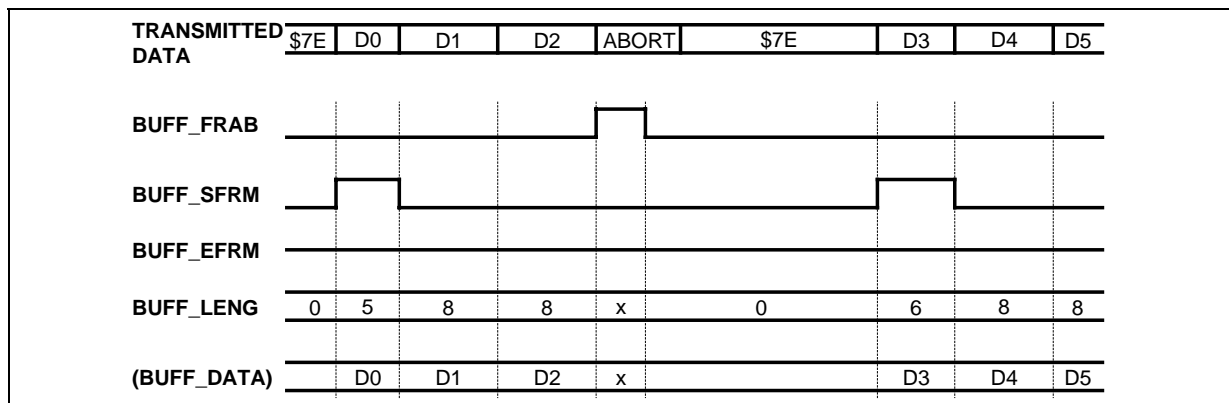 TRANSMITTED DATA $7E D0 D1 D2 ABORT $7E D3 D4 D5
BUFF_FRAB
BUFF_SFRM
BUFF_EFRM
BUFF_LENG 0 5 8 8 x 0 6 8 8
(BUFF_DATA) D0 D1 D2 x D3 D4 D5